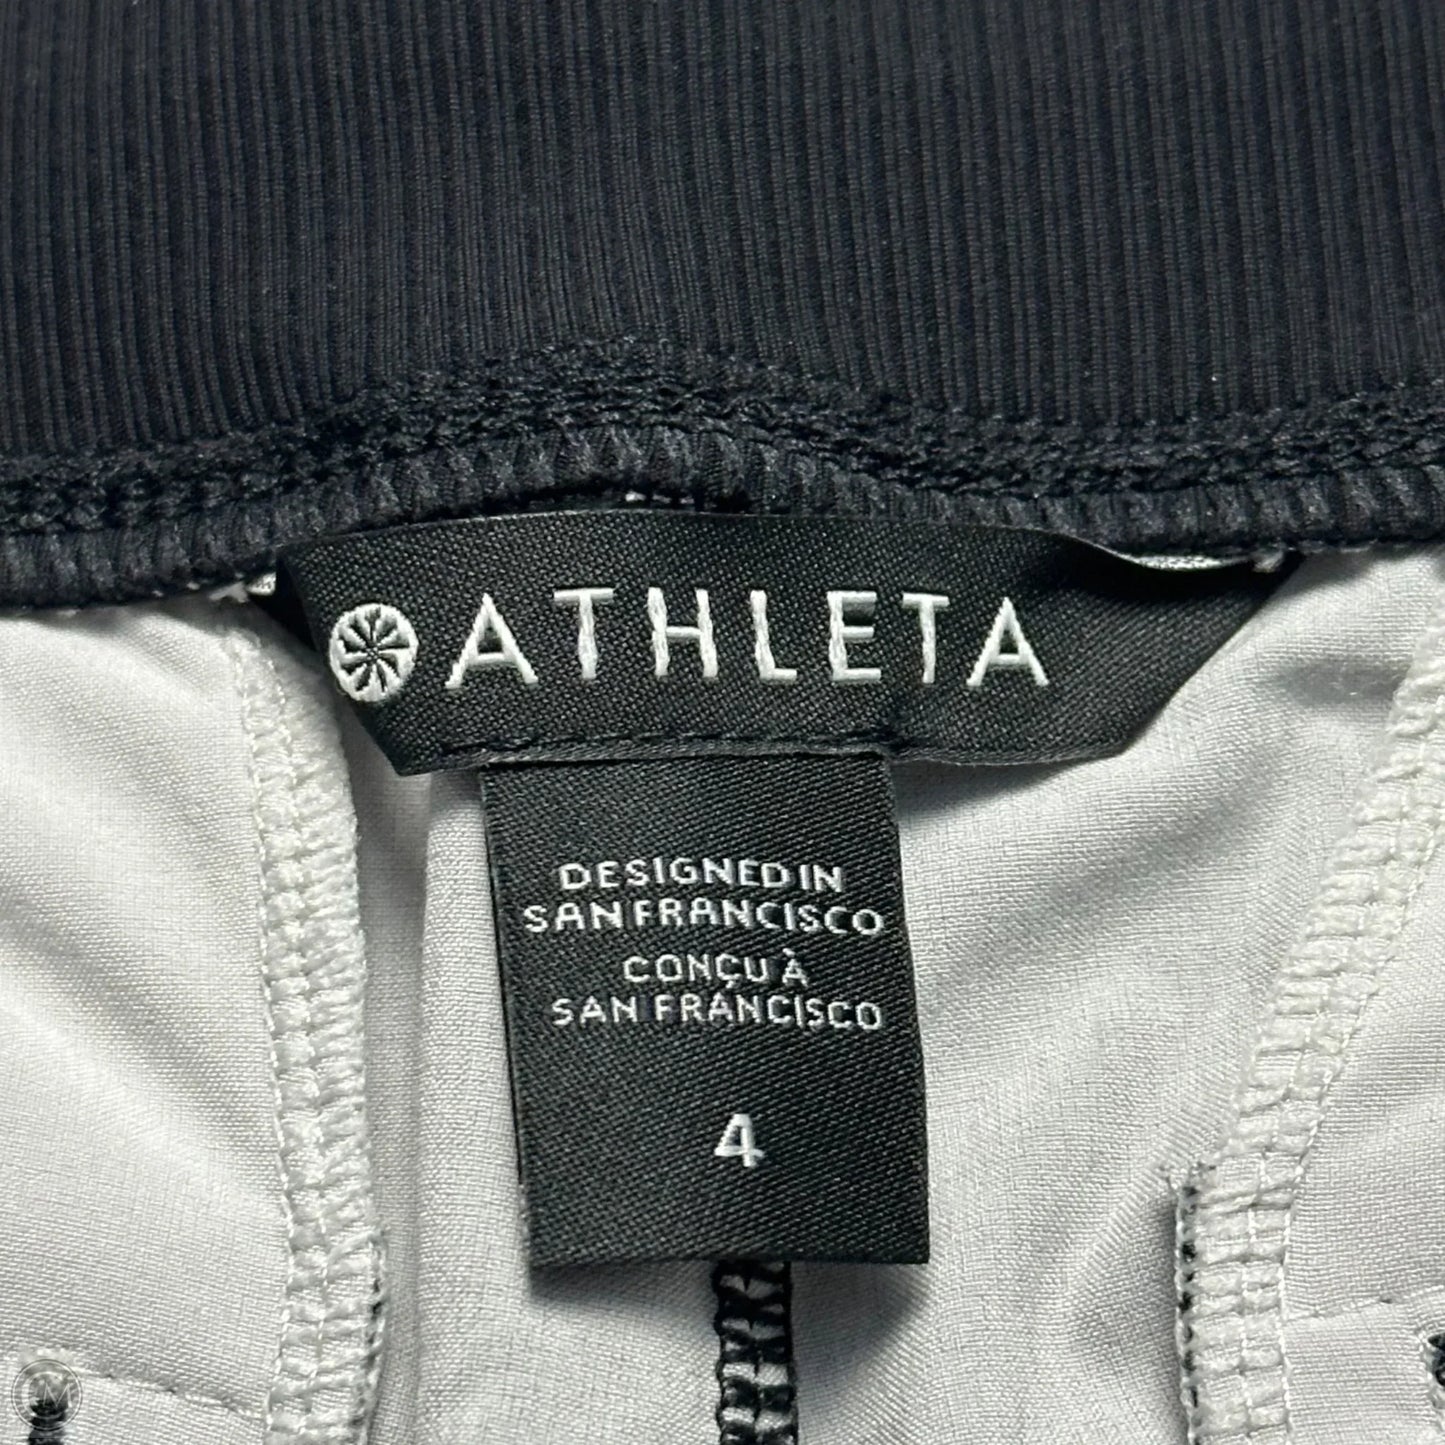 ATHLETA
DESIGNED IN
SAN FRANCISCO
CONÇU À
SAN FRANCISCO
4